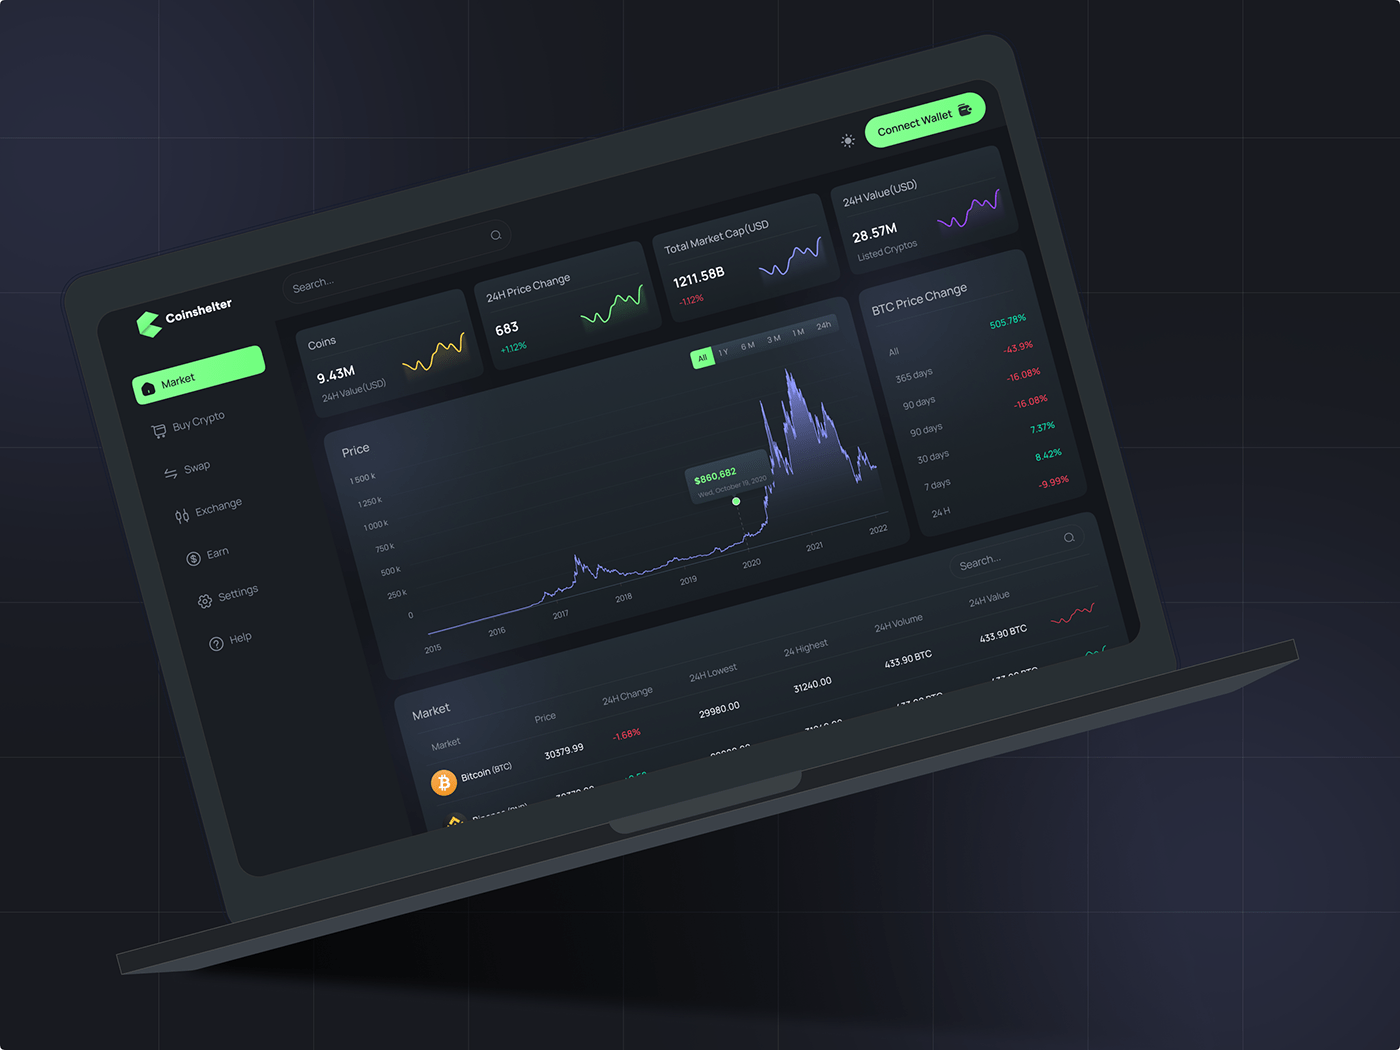 Connect Wallet
Coinshelter
Search...
Market
Buy Crypto
Swap
Exchange
Earn
Settings
Help
Coins
9.43M
24H Value(USD)
24H Price Change
683
+1.12%
Total Market Cap(USD
1211.58B
-1.12%
24H Value(USD)
28.57M
Listed Cryptos
Price
All 1 Y 6 M 3 M 1 M 24h
1 500 k
1 250 k
1 000 k
750 k
500 k
250 k
0
$860,682
Wed, October 19, 2020
2015 2016 2017 2018 2019 2020 2021 2022
BTC Price Change
All 505.78%
365 days -43.9%
90 days -16.08%
90 days -16.08%
30 days 7.37%
7 days 8.42%
24 H -9.99%
Market
Search...
Market Price 24H Change 24H Lowest 24 Highest 24H Volume 24H Value
Bitcoin (BTC) 30379.99 -1.68% 29980.00 31240.00 433.90 BTC 433.90 BTC